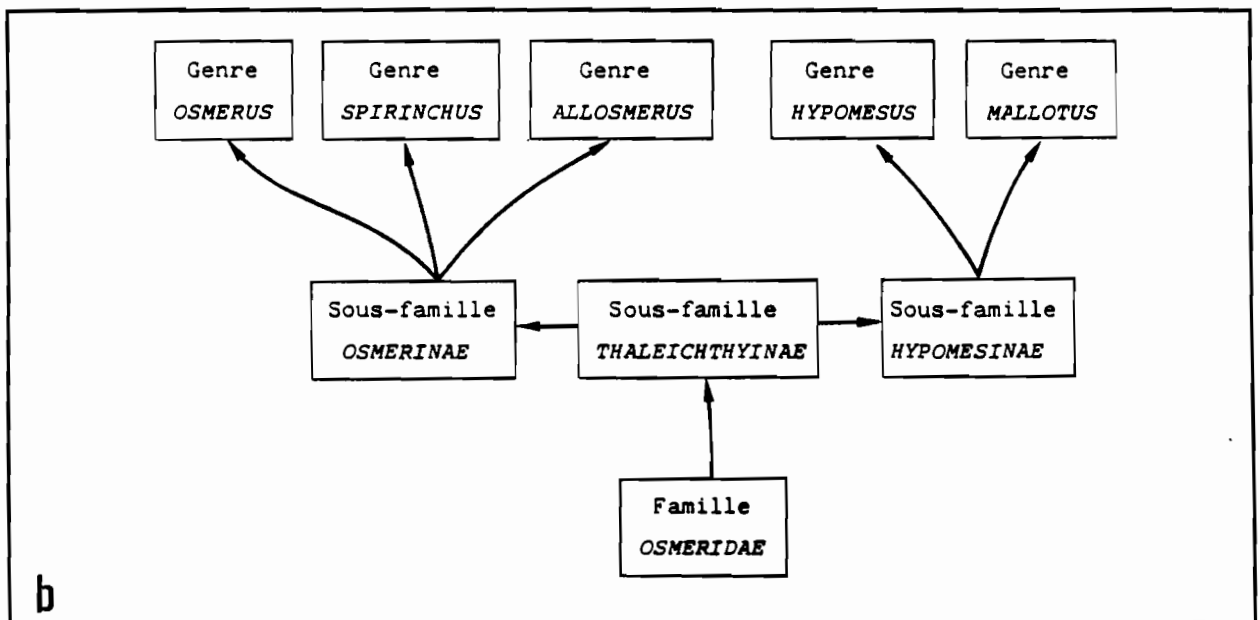 Genre
OSMERUS
Genre
SPIRINCHUS
Genre
ALLOSMERUS
Genre
HYPOMESUS
Genre
MALLOTUS
Sous-famille
OSMERINAE
Sous-famille
THALEICHTHYINAE
Sous-famille
HYPOMESINAE
Famille
OSMERIDAE
b